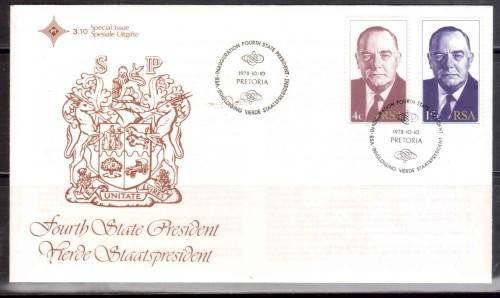 3.10 Special Issue
Spesiale Uitgifte
S P
UNITATE
Fourth State President
Vierde Staatspresident
INAUGURATION FOURTH STATE PRESIDENT
1978-10-10
PRETORIA
RSA-INHULDIGING VIERDE STAATSPRESIDENT
4c RSA
15c RSA
INAUGURATION FOURTH STATE PRESIDENT
1978-10-10
PRETORIA
RSA-INHULDIGING VIERDE STAATSPRESIDENT